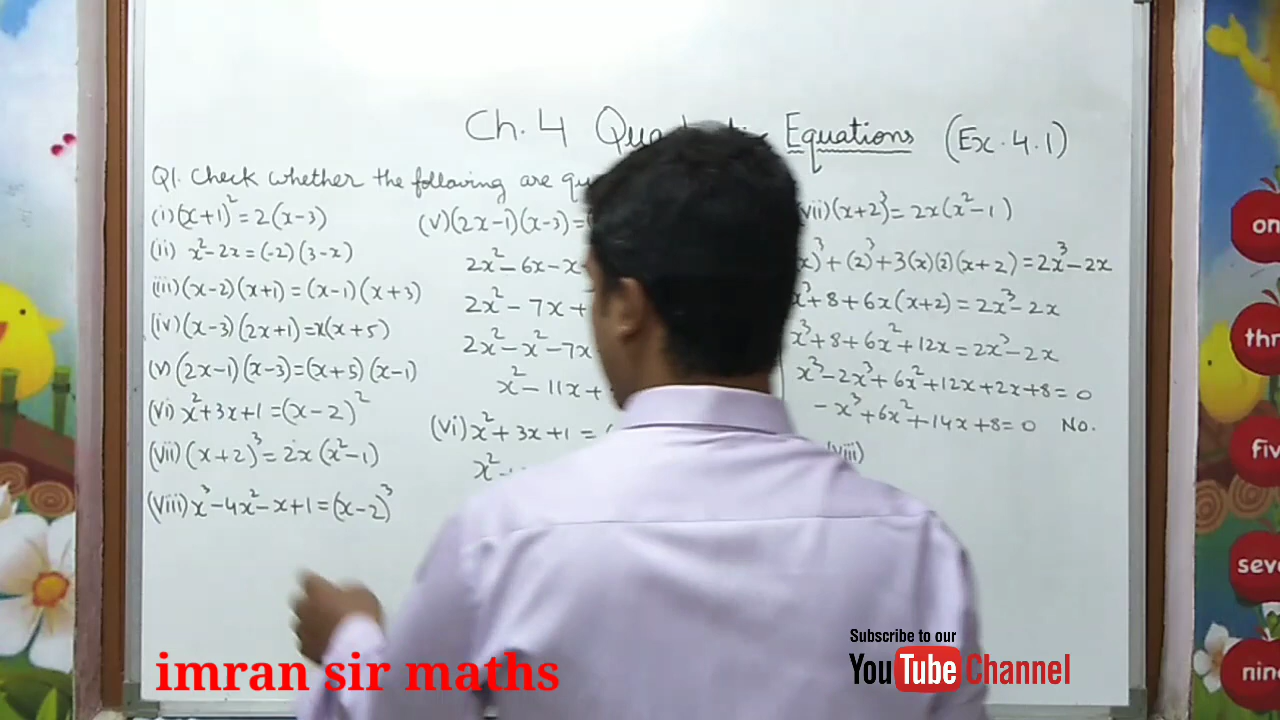 Ch. 4 Equations (Ex. 4.1)
Q1. Check whether the following are
(i) (x+1)² = 2(x-3)
(ii) x² - 2x = (-2)(3-x)
(iii) (x-2)(x+1) = (x-1)(x+3)
(iv) (x-3)(2x+1) = x(x+5)
(v) (2x-1)(x-3) = (x+5)(x-1)
(vi) x² + 3x + 1 = (x-2)²
(vii) (x+2)³ = 2x(x²-1)
(viii) x³ - 4x² - x + 1 = (x-2)³
(v) (2x-1)(x-3) =
2x² - 6x - x
2x² - 7x +
2x² - x² - 7x
x² - 11x +
(vi) x² + 3x + 1 =
x²
(x+2)³ = 2x(x²-1)
)³ + (2)³ + 3(x)(2)(x+2) = 2x³ - 2x
x³ + 8 + 6x(x+2) = 2x³ - 2x
x³ + 8 + 6x² + 12x = 2x³ - 2x
x³ - 2x³ + 6x² + 12x + 2x + 8 = 0
- x³ + 6x² + 14x + 8 = 0 No.
(viii)
imran sir maths
Subscribe to our
YouTube Channel
on
thr
fiv
seve
nin